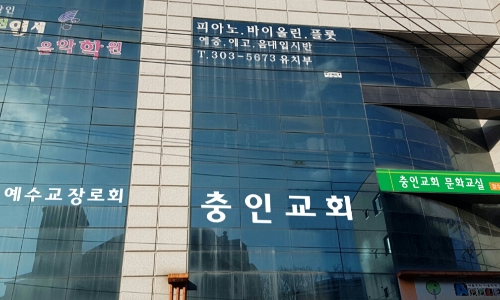 음악학원
피아노.바이올린.플룻
예중.예고.음대입시반
T.303-5673 유치부
예수교장로회
충인교회
충인교회 문화교실